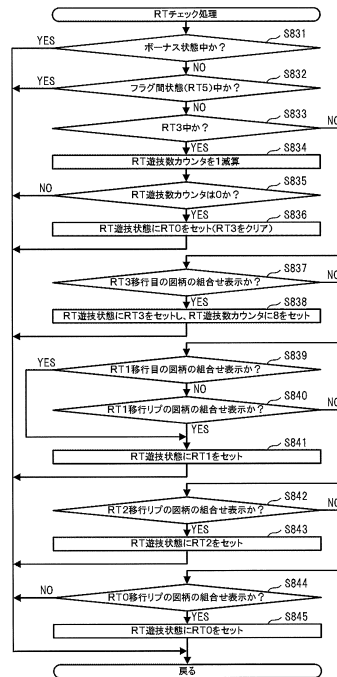 RTチェック処理
S831
YES
ボーナス状態中か?
NO
S832
YES
フラグ間状態(RT5)中か?
NO
S833
RT3中か?
NO
YES
S834
RT遊技数カウンタを1減算
S835
NO
RT遊技数カウンタは0か?
YES
S836
RT遊技状態にRT0をセット(RT3をクリア)
S837
RT3移行目の図柄の組合せ表示か?
NO
YES
S838
RT遊技状態にRT3をセットし、RT遊技数カウンタに8をセット
S839
YES
RT1移行目の図柄の組合せ表示か?
NO
S840
RT1移行リプの図柄の組合せ表示か?
NO
YES
S841
RT遊技状態にRT1をセット
S842
RT2移行リプの図柄の組合せ表示か?
NO
YES
S843
RT遊技状態にRT2をセット
S844
NO
RT0移行リプの図柄の組合せ表示か?
YES
S845
RT遊技状態にRT0をセット
戻る